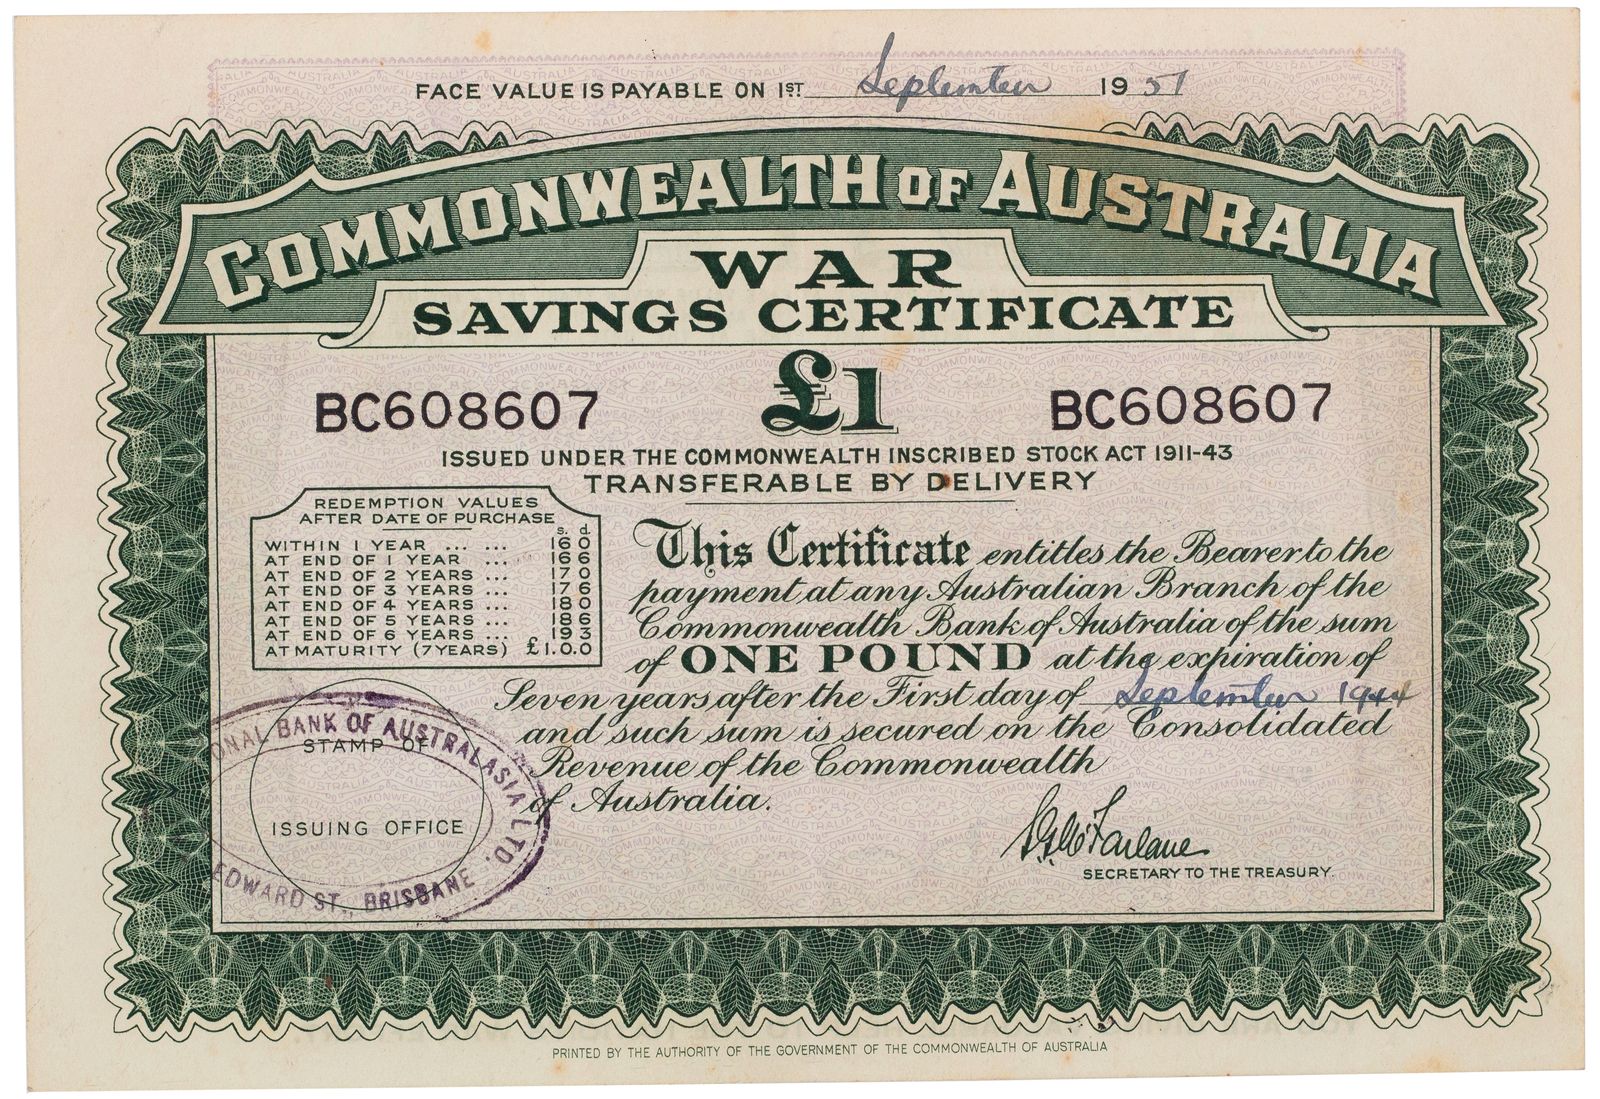 FACE VALUE IS PAYABLE ON 1ST September 1951
COMMONWEALTH OF AUSTRALIA
WAR
SAVINGS CERTIFICATE
£1
BC608607 BC608607
ISSUED UNDER THE COMMONWEALTH INSCRIBED STOCK ACT 1911-43
TRANSFERABLE BY DELIVERY
REDEMPTION VALUES
AFTER DATE OF PURCHASE
s. d.
WITHIN 1 YEAR ... ... 16 0
AT END OF 1 YEAR ... 16 6
AT END OF 2 YEARS ... 17 0
AT END OF 3 YEARS ... 17 6
AT END OF 4 YEARS ... 18 0
AT END OF 5 YEARS ... 18 6
AT END OF 6 YEARS ... 19 3
AT MATURITY (7 YEARS) £1.0.0
This Certificate entitles the Bearer to the
payment at any Australian Branch of the
Commonwealth Bank of Australia of the sum
of ONE POUND at the expiration of
Seven years after the First day of September 1944
and such sum is secured on the Consolidated
Revenue of the Commonwealth
of Australia.
ONAL BANK OF AUSTRALASIA LTD.
STAMP OF
ISSUING OFFICE
EDWARD ST., BRISBANE
S G McFarlane
SECRETARY TO THE TREASURY.
PRINTED BY THE AUTHORITY OF THE GOVERNMENT OF THE COMMONWEALTH OF AUSTRALIA